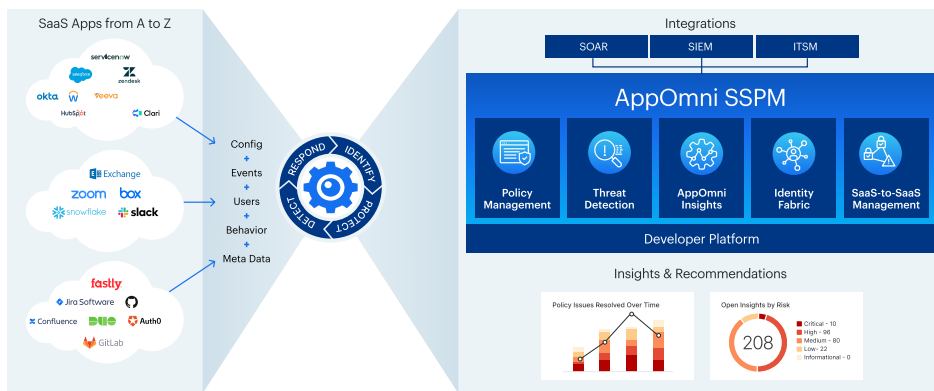 SaaS Apps from A to Z
servicenow
salesforce
zendesk
okta
W
veeva
HubSpot
Clari
Exchange
zoom
box
snowflake
slack
fastly
Jira Software
Confluence
DUO
Auth0
GitLab
Config
+
Events
+
Users
+
Behavior
+
Meta Data
RESPOND
IDENTIFY
DETECT
PROTECT
Integrations
SOAR
SIEM
ITSM
AppOmni SSPM
Policy
Management
Threat
Detection
AppOmni
Insights
Identity
Fabric
SaaS-to-SaaS
Management
Developer Platform
Insights & Recommendations
Policy Issues Resolved Over Time
Open Insights by Risk
208
Critical - 10
High - 96
Medium - 80
Low- 22
Informational - 0